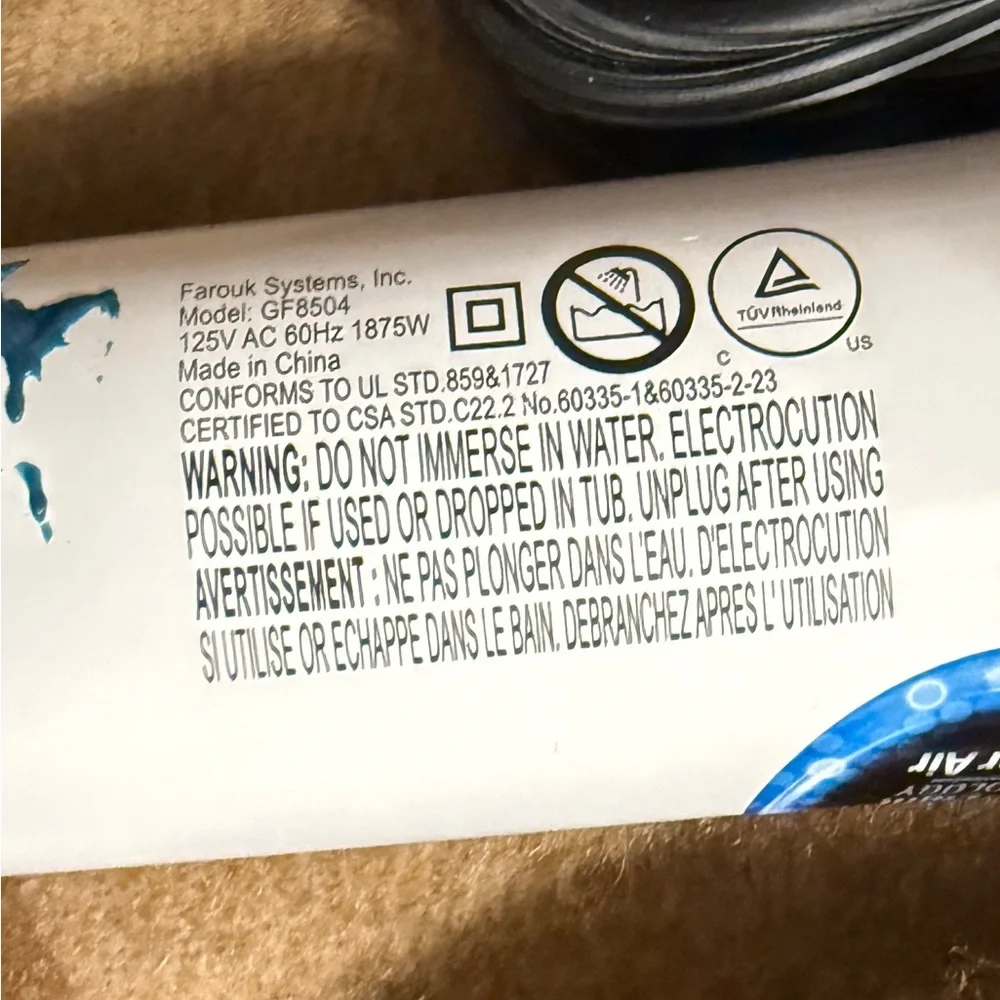 Farouk Systems, Inc.
Model: GF8504
125V AC 60Hz 1875W
Made in China
CONFORMS TO UL STD.859&1727
CERTIFIED TO CSA STD.C22.2 No.60335-1&60335-2-23
TÜVRheinland
C US
WARNING: DO NOT IMMERSE IN WATER. ELECTROCUTION
POSSIBLE IF USED OR DROPPED IN TUB. UNPLUG AFTER USING
AVERTISSEMENT : NE PAS PLONGER DANS L'EAU. D'ELECTROCUTION
SI UTILISE OR ECHAPPE DANS LE BAIN. DEBRANCHEZ APRES L' UTILISATION
r Air